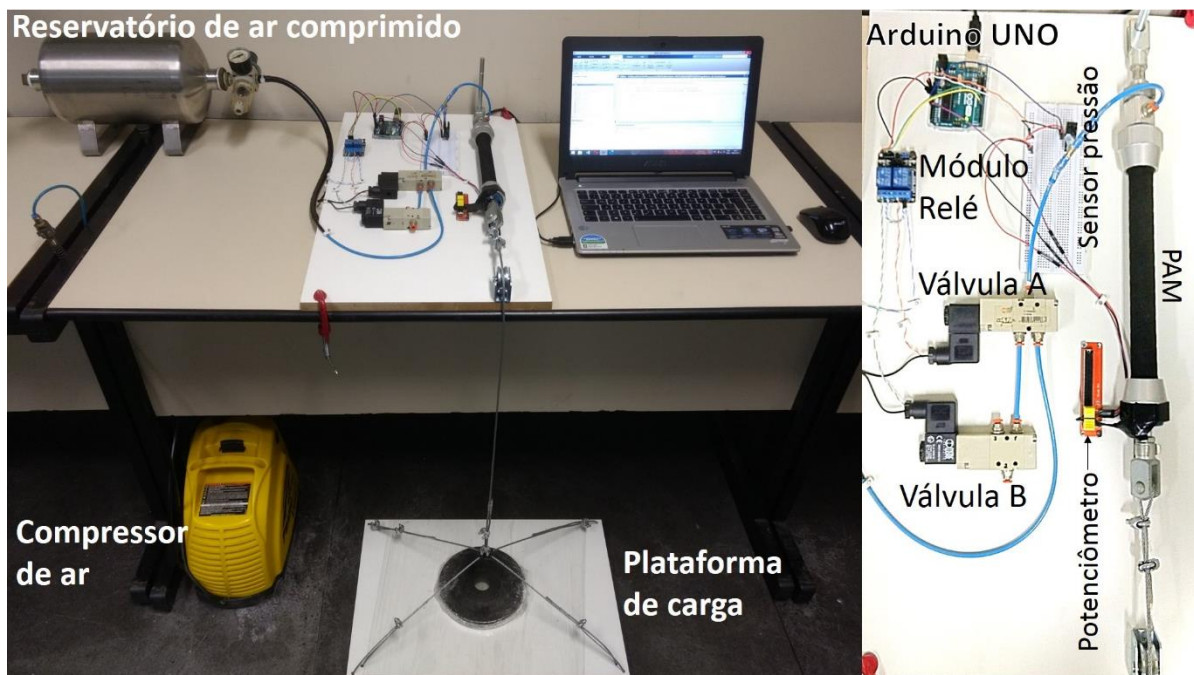 Reservatório de ar comprimido
Compressor
de ar
Plataforma
de carga
Arduino UNO
Sensor pressão
Módulo
Relé
Válvula A
PAM
Válvula B
Potenciômetro